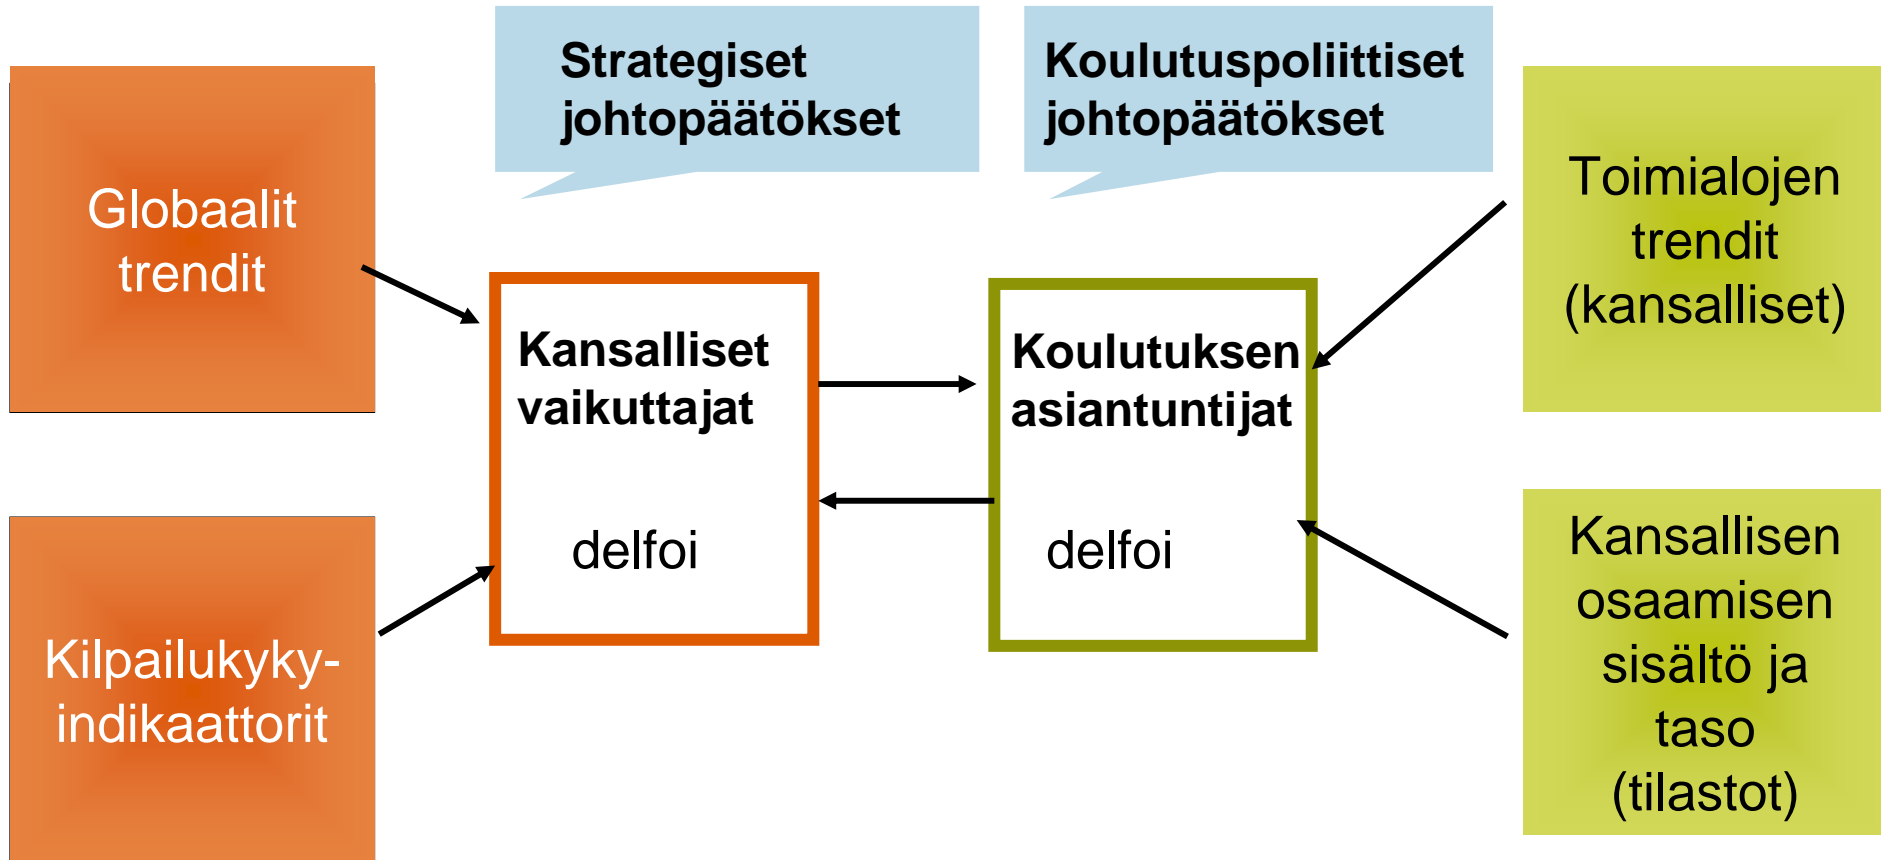 Strategiset
johtopäätökset
Koulutuspoliittiset
johtopäätökset
Globaalit
trendit
Kilpailukyky-
indikaattorit
Kansalliset
vaikuttajat
delfoi
Koulutuksen
asiantuntijat
delfoi
Toimialojen
trendit
(kansalliset)
Kansallisen
osaamisen
sisältö ja
taso
(tilastot)